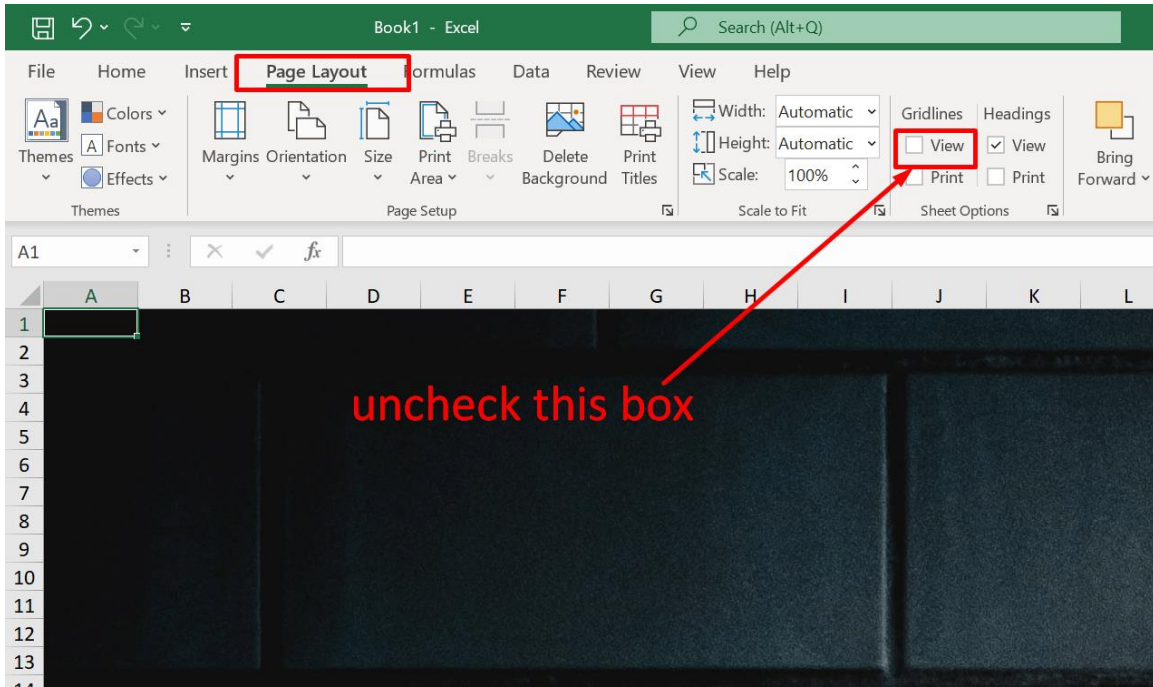 Book1 - Excel
Search (Alt+Q)
File Home Insert Page Layout Formulas Data Review View Help
Aa Colors Width: Automatic Gridlines Headings
A Fonts Height: Automatic View View
Themes Effects Margins Orientation Size Print Area Breaks Delete Background Print Titles Scale: 100% Print Print Bring Forward
Themes Page Setup Scale to Fit Sheet Options
A1 fx
A B C D E F G H I J K L
1
2
3
uncheck this box
4
5
6
7
8
9
10
11
12
13